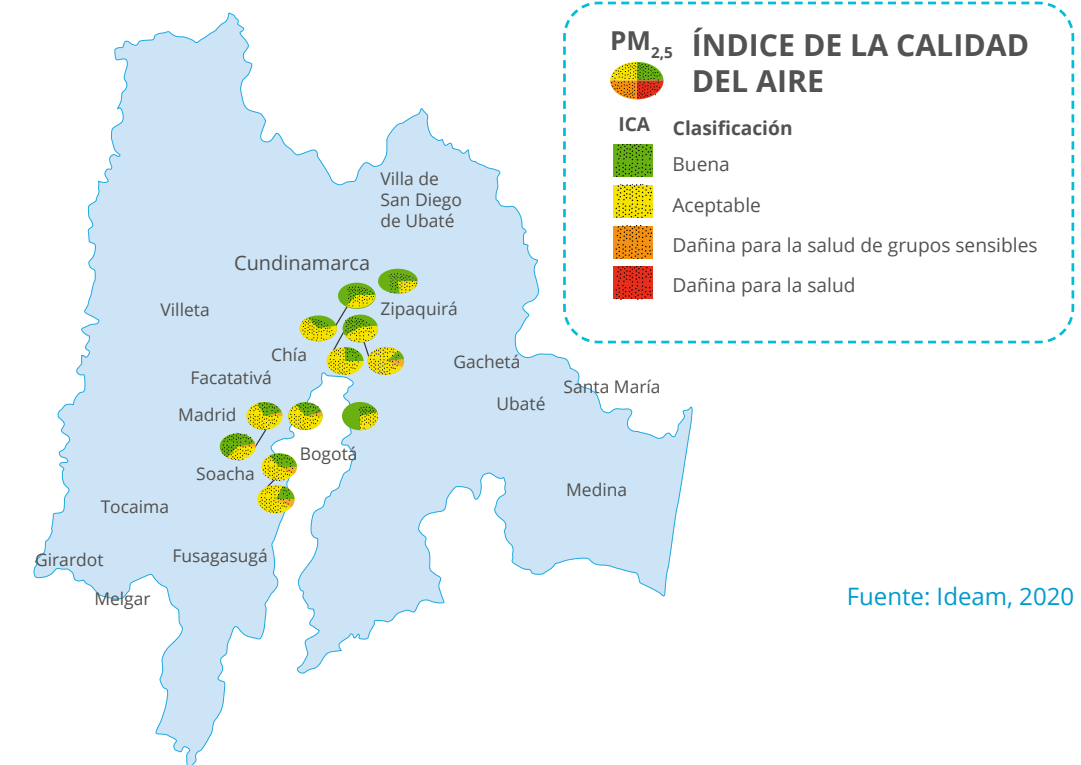 PM2,5
ÍNDICE DE LA CALIDAD
DEL AIRE
ICA Clasificación
Buena
Aceptable
Dañina para la salud de grupos sensibles
Dañina para la salud
Villa de
San Diego
de Ubaté
Cundinamarca
Villeta
Zipaquirá
Chía
Gachetá
Facatativá
Santa María
Ubaté
Madrid
Bogotá
Soacha
Medina
Tocaima
Girardot
Fusagasugá
Melgar
Fuente: Ideam, 2020